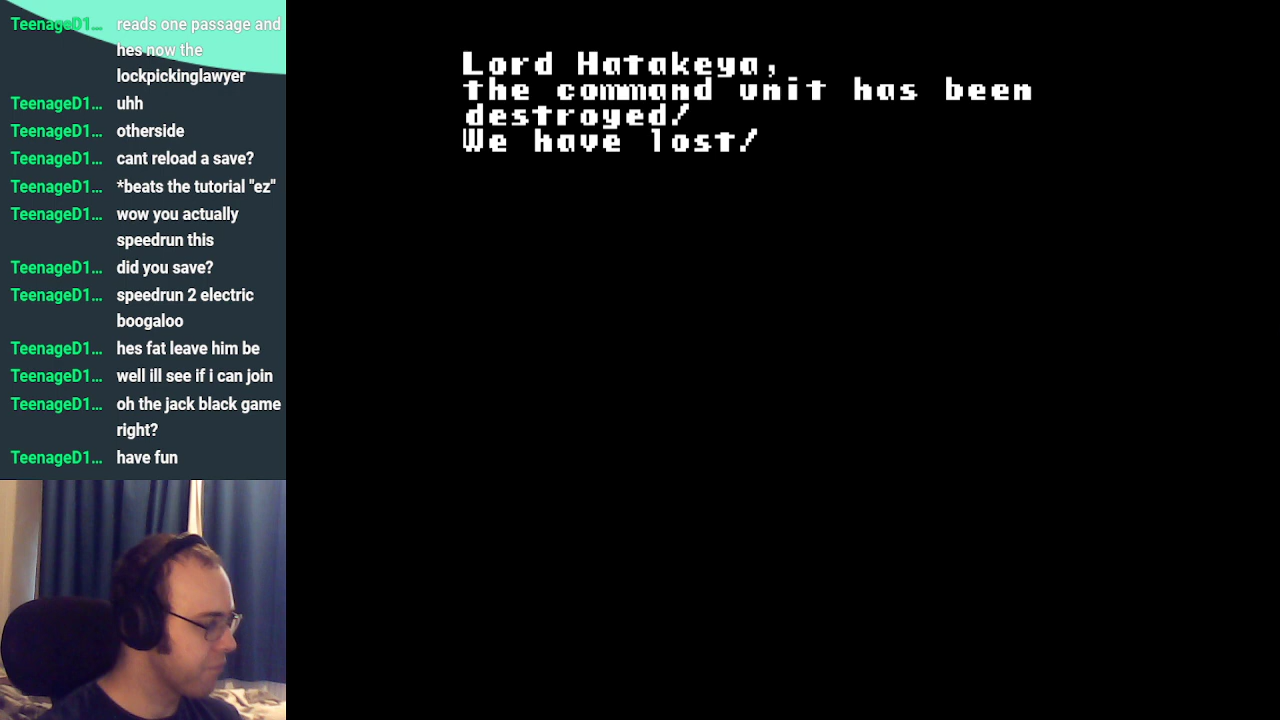 TeenageD1... reads one passage and
hes now the
lockpickinglawyer
TeenageD1... uhh
TeenageD1... otherside
TeenageD1... cant reload a save?
TeenageD1... *beats the tutorial "ez"
TeenageD1... wow you actually
speedrun this
TeenageD1... did you save?
TeenageD1... speedrun 2 electric
boogaloo
TeenageD1... hes fat leave him be
TeenageD1... well ill see if i can join
TeenageD1... oh the jack black game
right?
TeenageD1... have fun
Lord Hatakeya,
the command unit has been
destroyed!
We have lost!